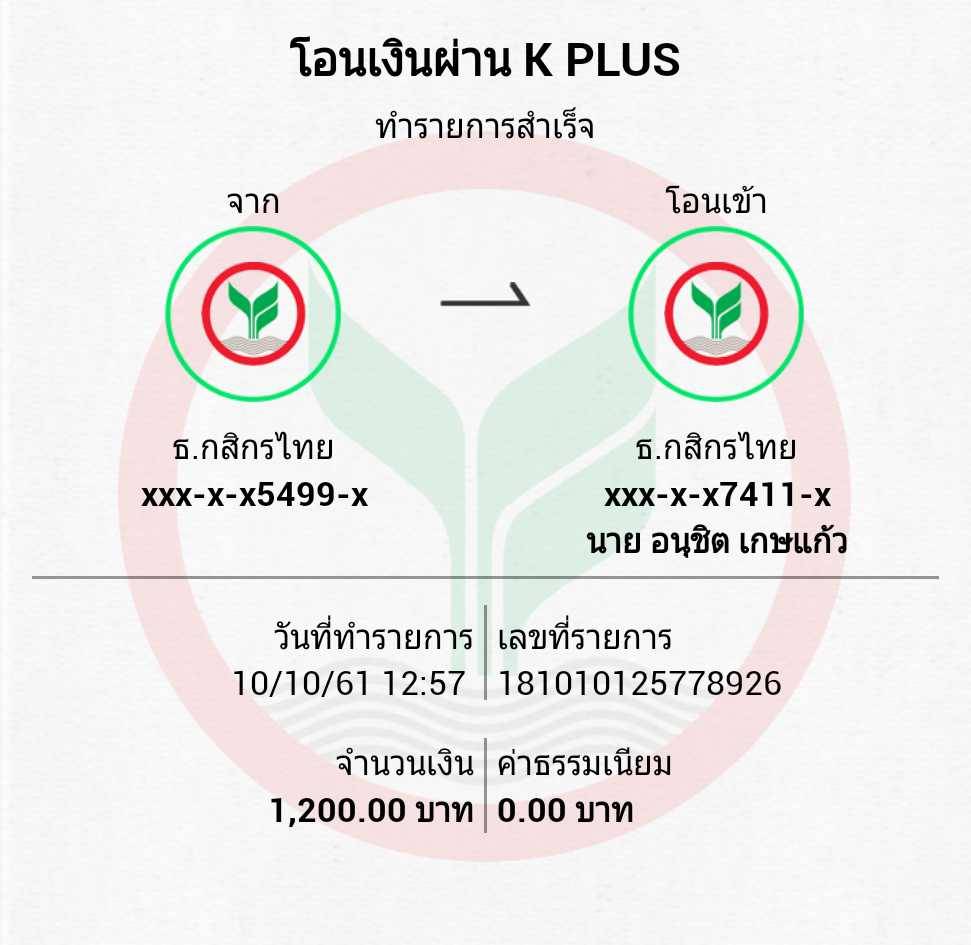 โอนเงินผ่าน K PLUS
ทำรายการสำเร็จ
จาก
ธ.กสิกรไทย
xxx-x-x5499-x
โอนเข้า
ธ.กสิกรไทย
xxx-x-x7411-x
นาย อนุชิต เกษแก้ว
วันที่ทำรายการ
10/10/61 12:57
เลขที่รายการ
181010125778926
จำนวนเงิน
1,200.00 บาท
ค่าธรรมเนียม
0.00 บาท